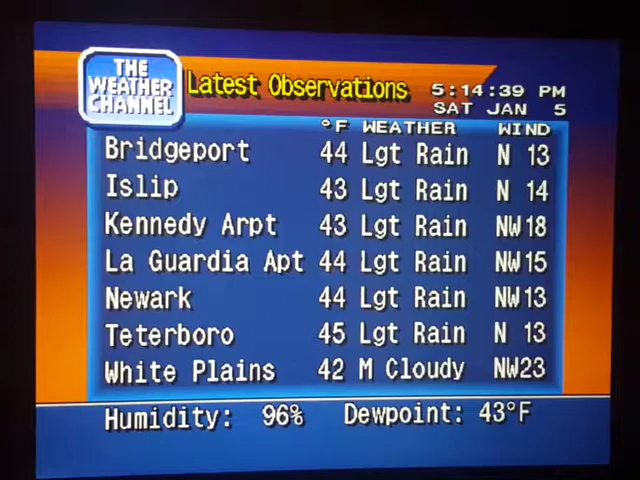 THE
WEATHER
CHANNEL
Latest Observations 5:14:39 PM
SAT JAN 5
°F WEATHER WIND
Bridgeport 44 Lgt Rain N 13
Islip 43 Lgt Rain N 14
Kennedy Arpt 43 Lgt Rain NW18
La Guardia Apt 44 Lgt Rain NW15
Newark 44 Lgt Rain NW13
Teterboro 45 Lgt Rain N 13
White Plains 42 M Cloudy NW23
Humidity: 96% Dewpoint: 43°F